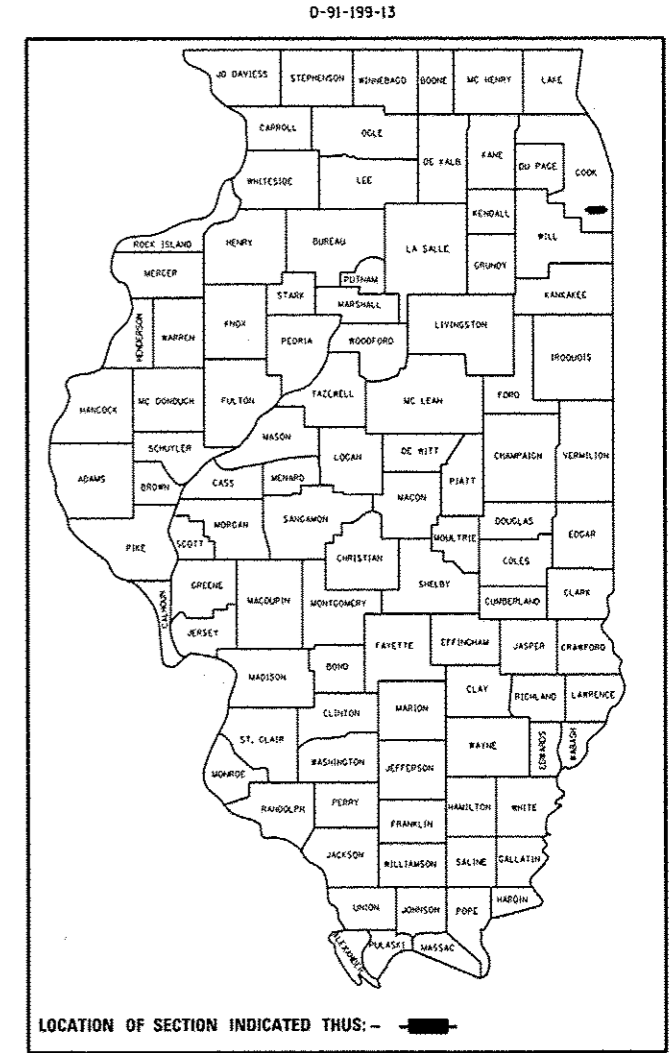 D-91-199-13
JO DAVIESS STEPHENSON WINNEBAGO BOONE MC HENRY LAKE
CARROLL OGLE
DE KALB KANE DU PAGE COOK
WHITESIDE LEE
KENDALL
ROCK ISLAND HENRY BUREAU LA SALLE WILL
GRUNDY
MERCER PUTNAM
STARK MARSHALL KANKAKEE
HENDERSON WARREN KNOX LIVINGSTON
PEORIA WOODFORD IROQUOIS
HANCOCK MC DONOUGH FULTON TAZEWELL MC LEAN FORD
MASON
SCHUYLER LOGAN DE WITT CHAMPAIGN VERMILION
ADAMS BROWN CASS MENARD PIATT
MACON
MORGAN SANGAMON DOUGLAS
PIKE SCOTT CHRISTIAN MOULTRIE EDGAR
COLES
CALHOUN GREENE MACOUPIN MONTGOMERY SHELBY CUMBERLAND CLARK
JERSEY
FAYETTE EFFINGHAM JASPER CRAWFORD
MADISON BOND
CLAY RICHLAND LAWRENCE
CLINTON MARION
ST. CLAIR WAYNE EDWARDS WABASH
WASHINGTON JEFFERSON
MONROE
RANDOLPH PERRY HAMILTON WHITE
FRANKLIN
JACKSON WILLIAMSON SALINE GALLATIN
UNION JOHNSON POPE HARDIN
ALEXANDER PULASKI MASSAC
LOCATION OF SECTION INDICATED THUS: -